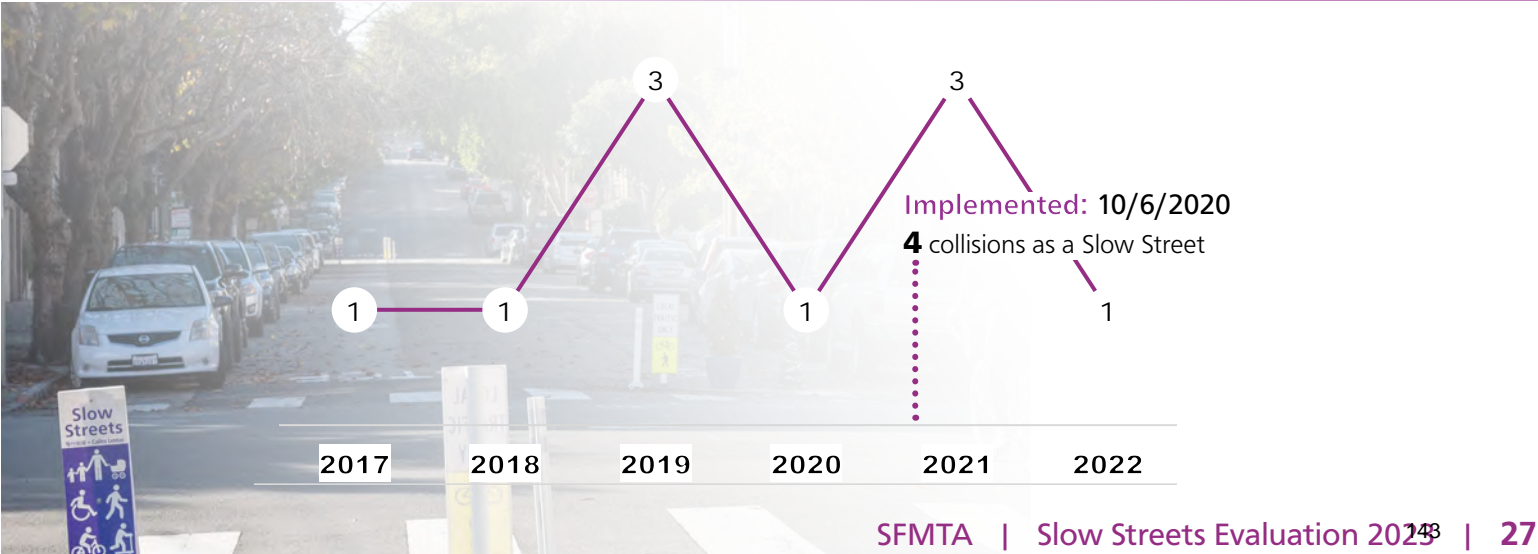 3
3
Implemented: 10/6/2020
4 collisions as a Slow Street
1
1
1
1
Slow
Streets
2017
2018
2019
2020
2021
2022
SFMTA | Slow Streets Evaluation 2023 | 27
143